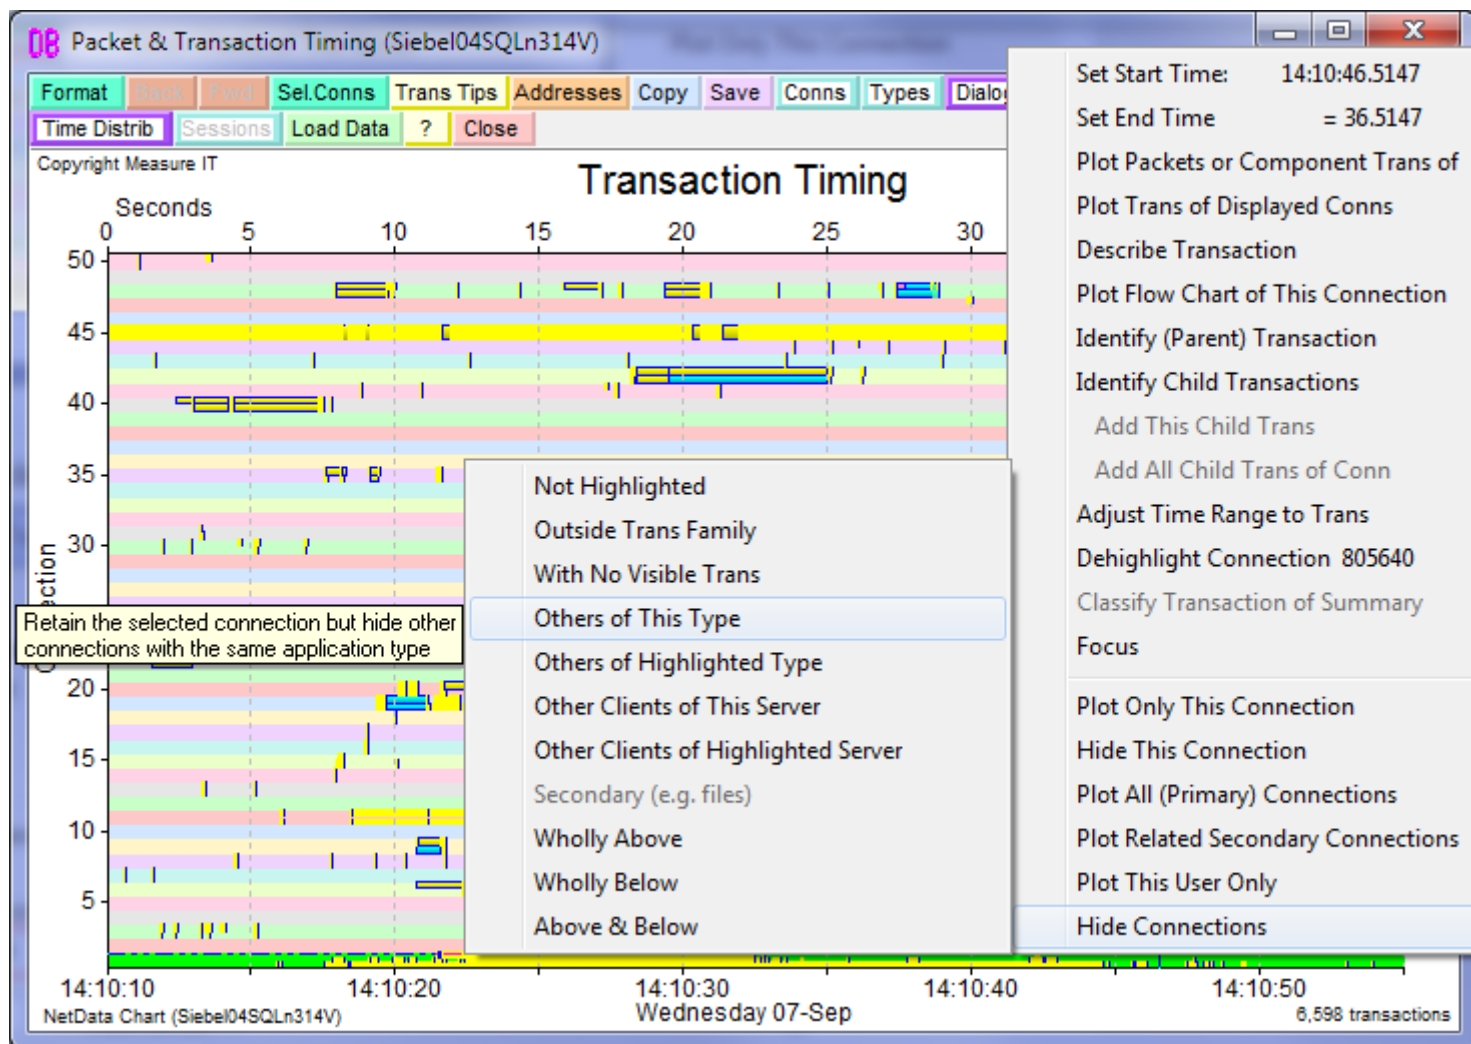 Packet & Transaction Timing (Siebel04SQLn314V)
Format Back Fwd Sel.Conns Trans Tips Addresses Copy Save Conns Types
Time Distrib Sessions Load Data ? Close
Copyright Measure IT
Transaction Timing
Seconds
0 5 10 15 20 25 30
50
45
40
35
30
20
15
10
5
14:10:10 14:10:20 14:10:30 14:10:40 14:10:50
Wednesday 07-Sep
NetData Chart (Siebel04SQLn314V)
6,598 transactions
Retain the selected connection but hide other
connections with the same application type
Not Highlighted
Outside Trans Family
With No Visible Trans
Others of This Type
Others of Highlighted Type
Other Clients of This Server
Other Clients of Highlighted Server
Secondary (e.g. files)
Wholly Above
Wholly Below
Above & Below
Set Start Time: 14:10:46.5147
Set End Time = 36.5147
Plot Packets or Component Trans of
Plot Trans of Displayed Conns
Describe Transaction
Plot Flow Chart of This Connection
Identify (Parent) Transaction
Identify Child Transactions
Add This Child Trans
Add All Child Trans of Conn
Adjust Time Range to Trans
Dehighlight Connection 805640
Classify Transaction of Summary
Focus
Plot Only This Connection
Hide This Connection
Plot All (Primary) Connections
Plot Related Secondary Connections
Plot This User Only
Hide Connections